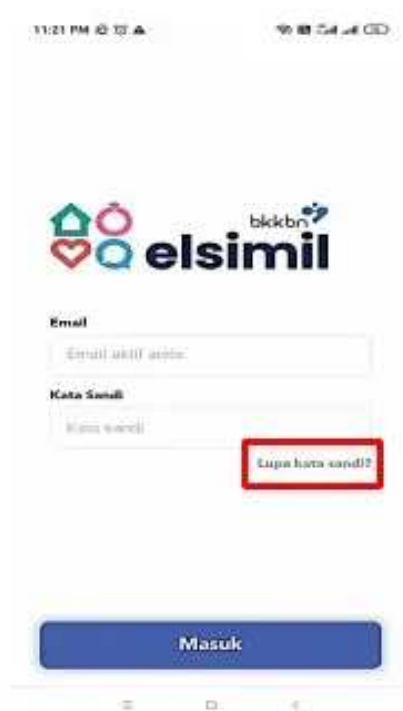 11:21 PM
bkkbn
elsimil
Email
Email aktif anda
Kata Sandi
Kata sandi
Lupa kata sandi?
Masuk